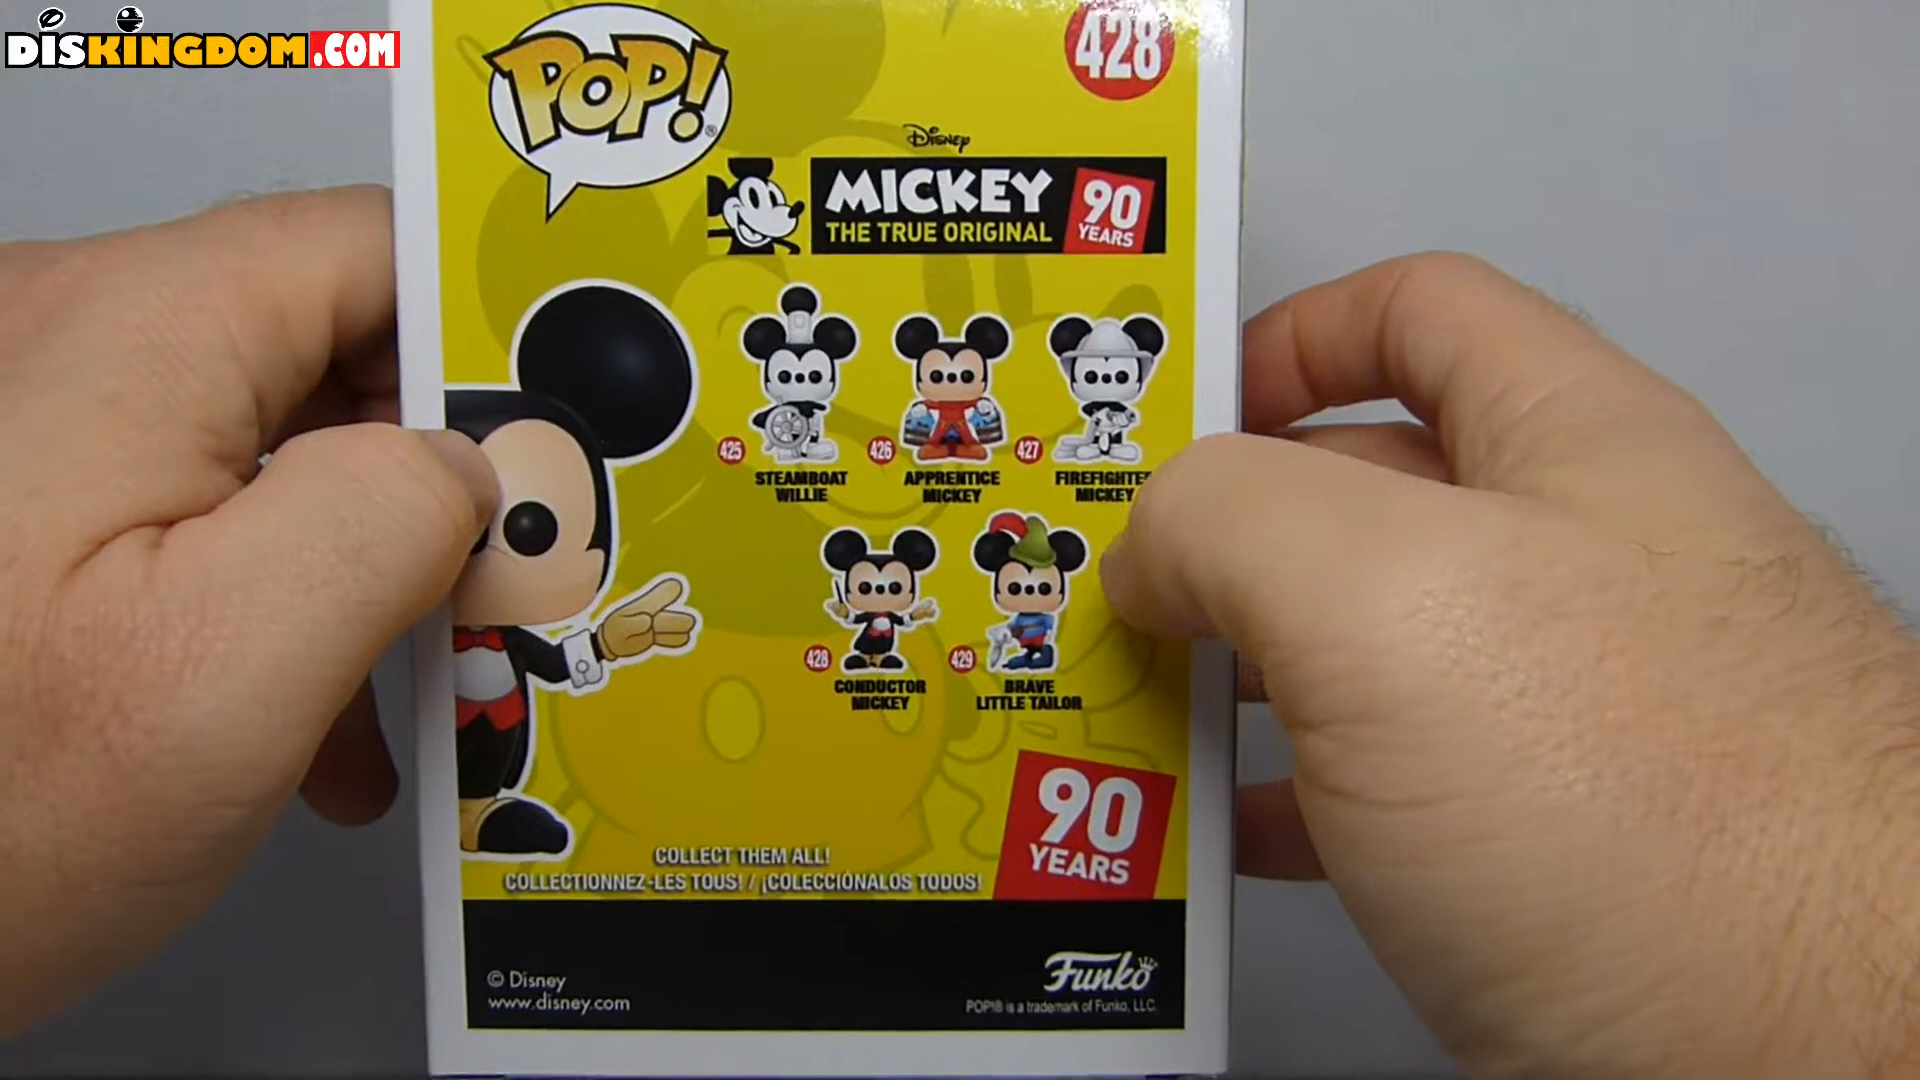 DISKINGDOM.COM
POP!®
428
Disney
MICKEY
THE TRUE ORIGINAL
90
YEARS
425
STEAMBOAT
WILLIE
426
APPRENTICE
MICKEY
427
FIREFIGHTE
MICKEY
428
CONDUCTOR
MICKEY
429
BRAVE
LITTLE TAILOR
90
YEARS
COLLECT THEM ALL!
COLLECTIONNEZ-LES TOUS! / ¡COLECCIÓNALOS TODOS!
© Disney
www.disney.com
Funko
POP!® is a trademark of Funko, LLC.